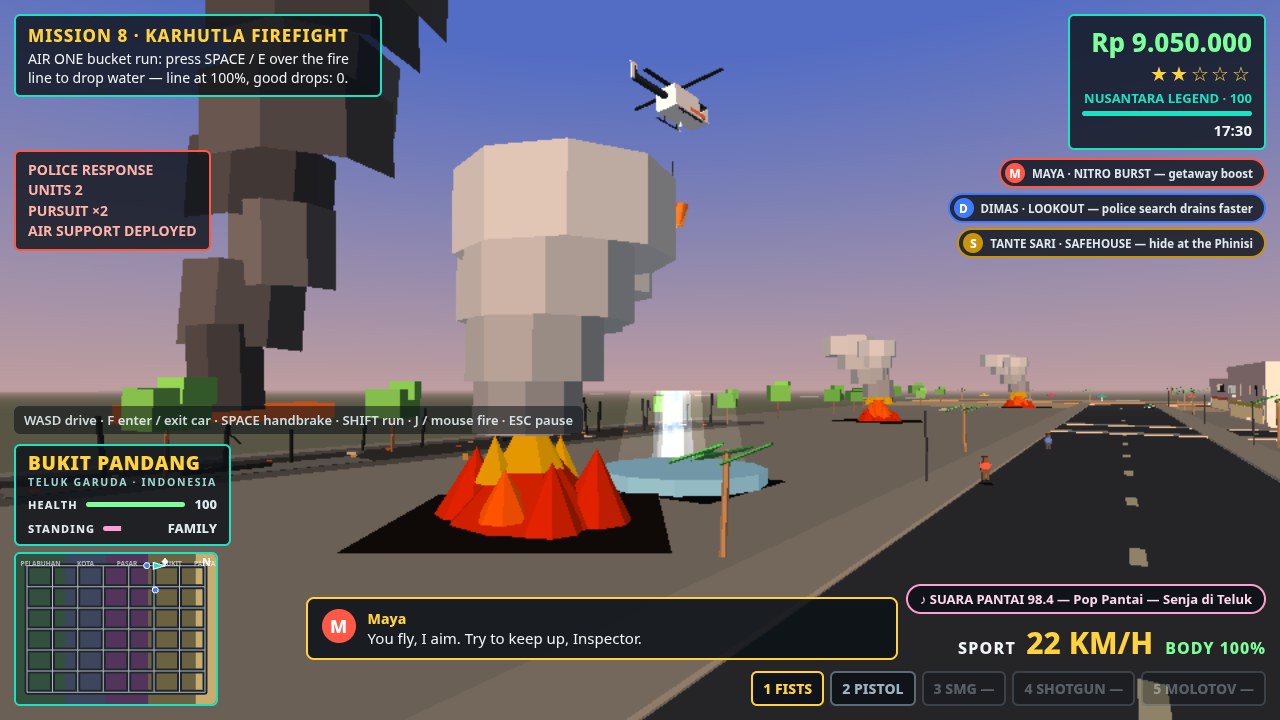 MISSION 8 · KARHUTLA FIREFIGHT
AIR ONE bucket run: press SPACE / E over the fire
line to drop water — line at 100%, good drops: 0.
Rp 9.050.000
★★☆☆☆
NUSANTARA LEGEND · 100
17:30
POLICE RESPONSE
UNITS 2
PURSUIT ×2
AIR SUPPORT DEPLOYED
M MAYA · NITRO BURST — getaway boost
D DIMAS · LOOKOUT — police search drains faster
S TANTE SARI · SAFEHOUSE — hide at the Phinisi
WASD drive · F enter / exit car · SPACE handbrake · SHIFT run · J / mouse fire · ESC pause
BUKIT PANDANG
TELUK GARUDA · INDONESIA
HEALTH 100
STANDING FAMILY
PELABUHAN KOTA PASAR N
M
Maya
You fly, I aim. Try to keep up, Inspector.
♪ SUARA PANTAI 98.4 — Pop Pantai — Senja di Teluk
SPORT 22 KM/H BODY 100%
1 FISTS 2 PISTOL 3 SMG — 4 SHOTGUN — 5 MOLOTOV —